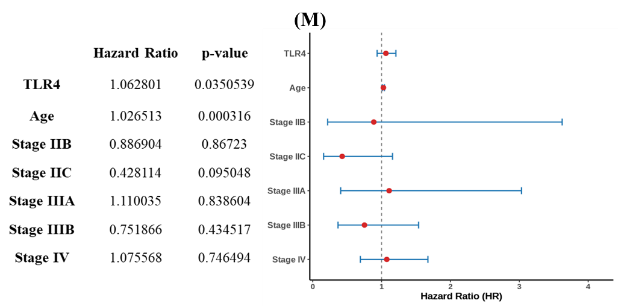 (M)
Hazard Ratio p-value
TLR4 1.062801 0.0350539
Age 1.026513 0.000316
Stage IIB 0.886904 0.86723
Stage IIC 0.428114 0.095048
Stage IIIA 1.110035 0.838604
Stage IIIB 0.751866 0.434517
Stage IV 1.075568 0.746494
TLR4
Age
Stage IIB
Stage IIC
Stage IIIA
Stage IIIB
Stage IV
0 1 2 3 4
Hazard Ratio (HR)